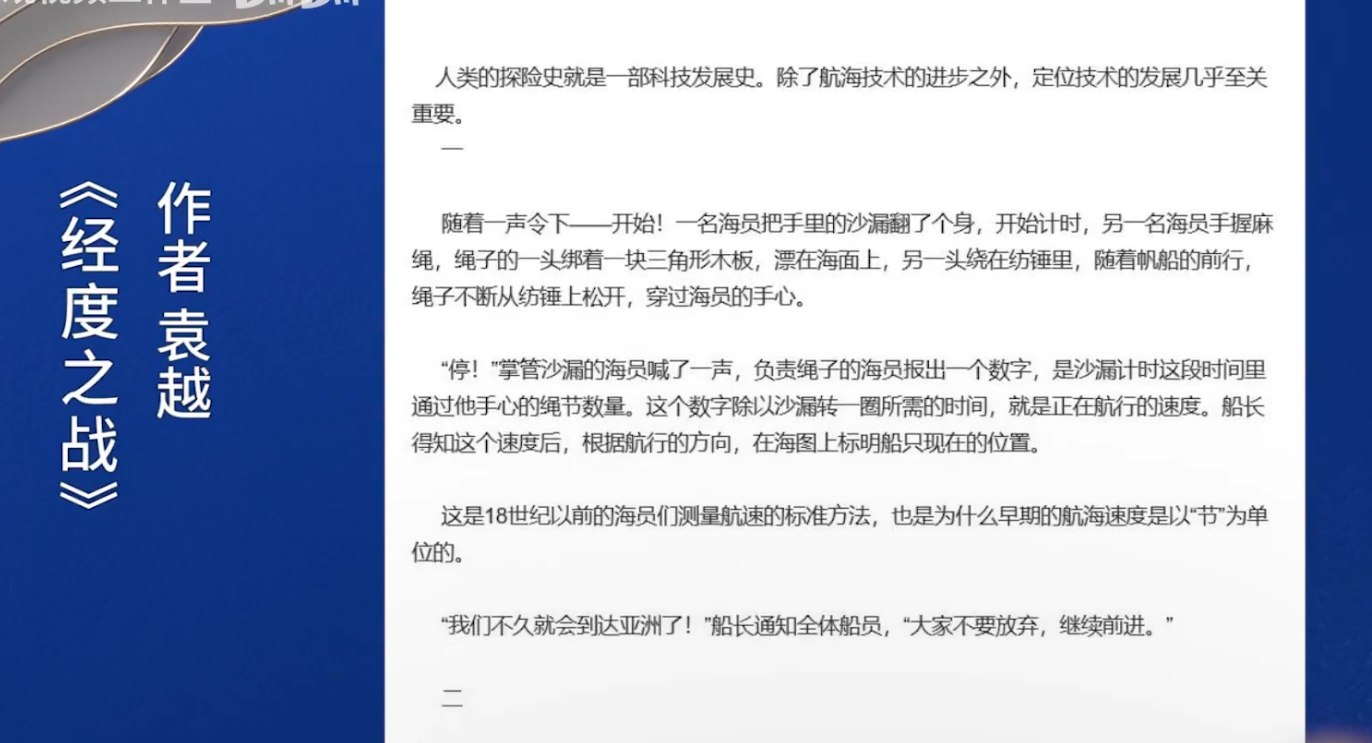 人类的探险史就是一部科技发展史。除了航海技术的进步之外，定位技术的发展几乎至关
重要。
一
随着一声令下——开始！一名海员把手里的沙漏翻了个身，开始计时，另一名海员手握麻
绳，绳子的一头绑着一块三角形木板，漂在海面上，另一头绕在纺锤里，随着帆船的前行，
绳子不断从纺锤上松开，穿过海员的手心。
“停！”掌管沙漏的海员喊了一声，负责绳子的海员报出一个数字，是沙漏计时这段时间里
通过他手心的绳节数量。这个数字除以沙漏转一圈所需的时间，就是正在航行的速度。船长
得知这个速度后，根据航行的方向，在海图上标明船只现在的位置。
这是18世纪以前的海员们测量航速的标准方法，也是为什么早期的航海速度是以“节”为单
位的。
“我们不久就会到达亚洲了！”船长通知全体船员，“大家不要放弃，继续前进。”
二
作者 袁越
《经度之战》